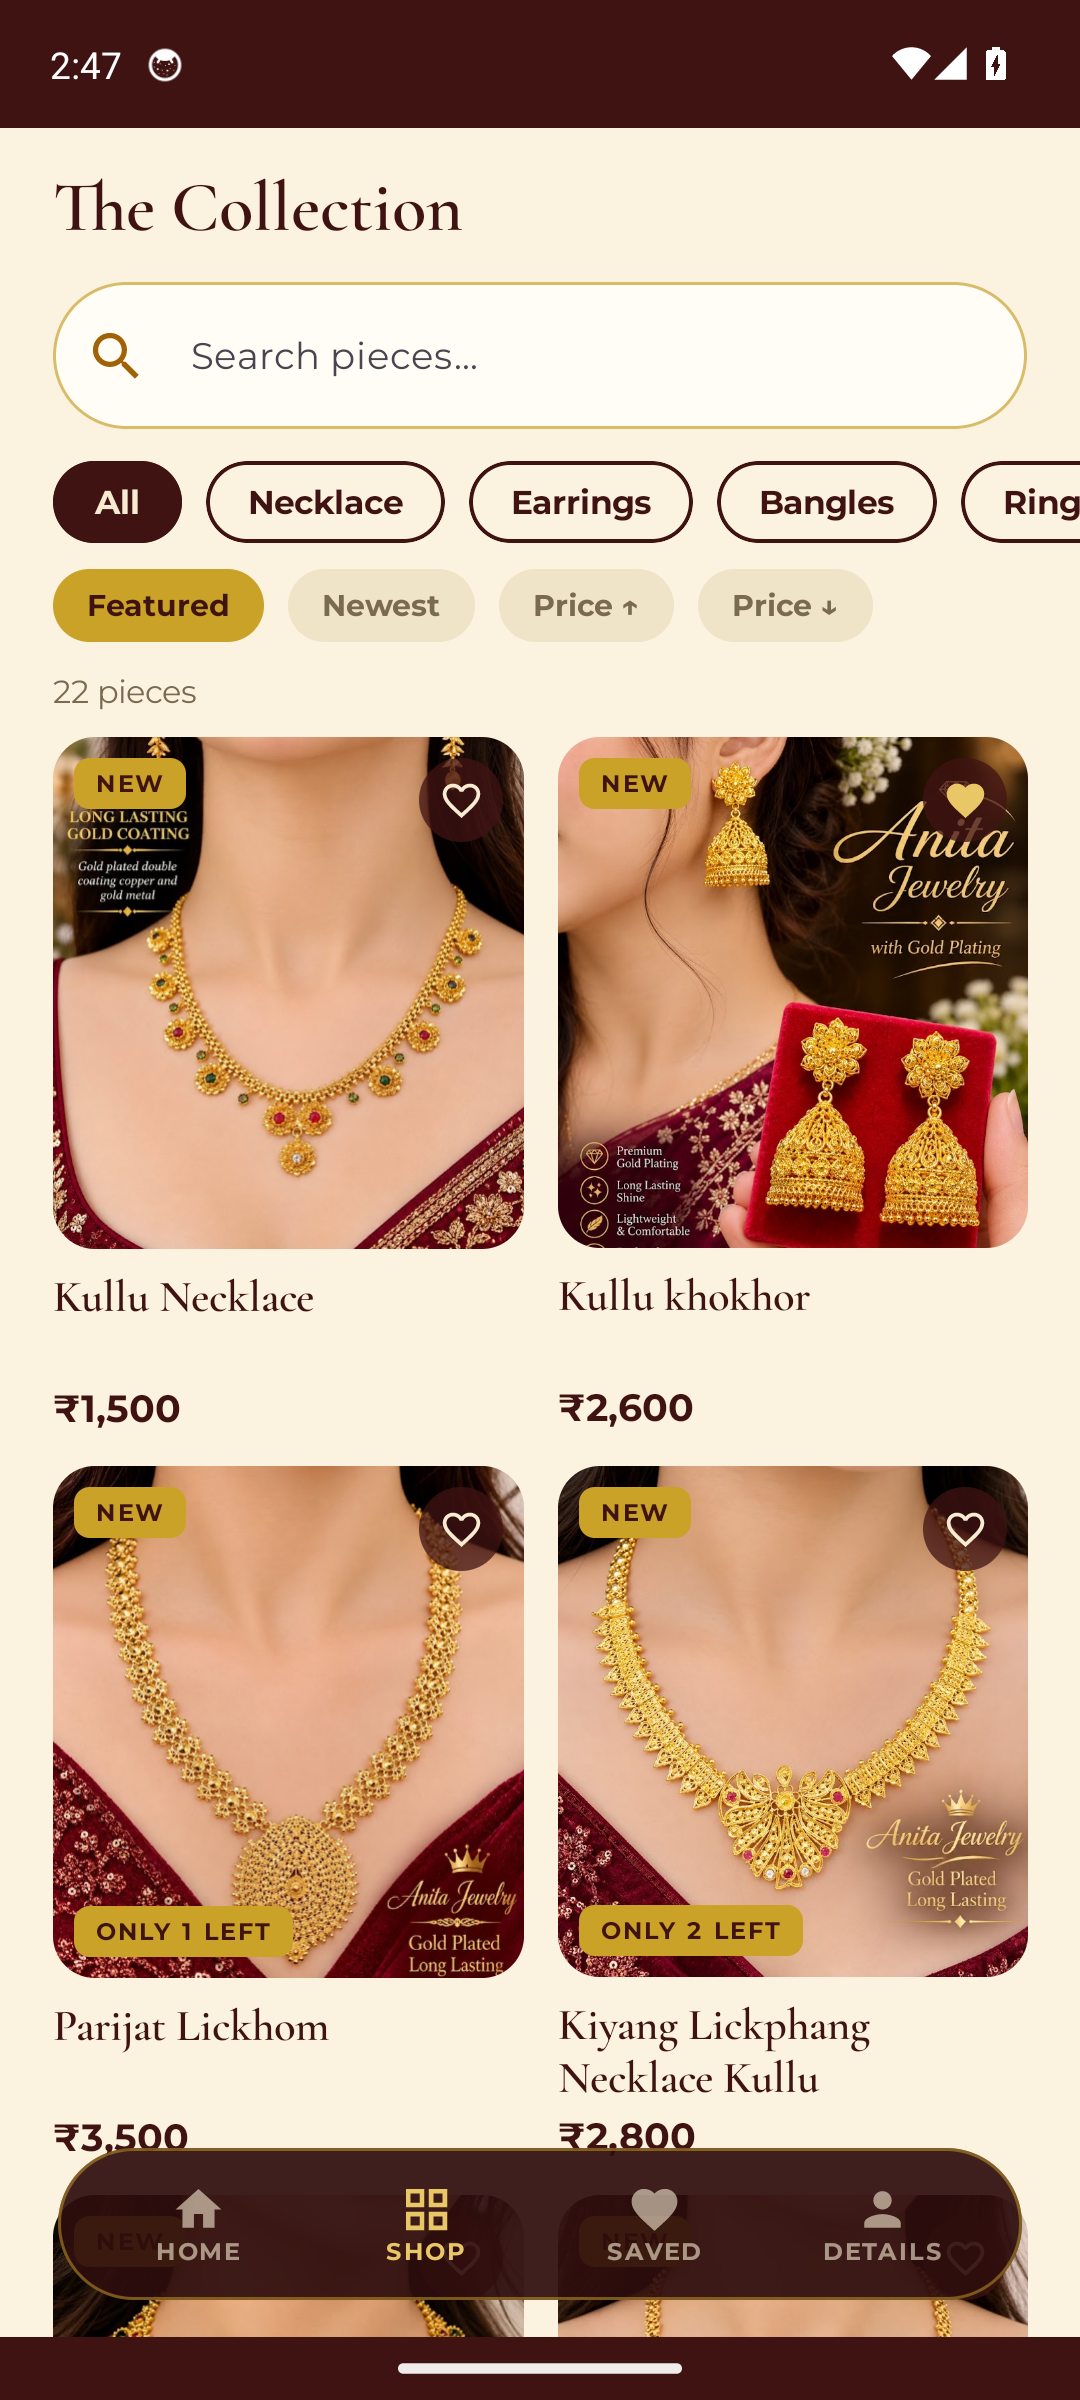 2:47
The Collection
Search pieces...
All
Necklace
Earrings
Bangles
Ring
Featured
Newest
Price ↑
Price ↓
22 pieces
NEW
LONG LASTING
GOLD COATING
Gold plated double
coating copper and
gold metal
NEW
Anita
Jewelry
with Gold Plating
Premium
Gold Plating
Long Lasting
Shine
Lightweight
& Comfortable
Kullu Necklace
₹1,500
Kullu khokhor
₹2,600
NEW
ONLY 1 LEFT
Anita Jewelry
Gold Plated
Long Lasting
NEW
ONLY 2 LEFT
Anita Jewelry
Gold Plated
Long Lasting
Parijat Lickhom
₹3,500
Kiyang Lickphang
Necklace Kullu
₹2,800
NEW
NEW
HOME
SHOP
SAVED
DETAILS